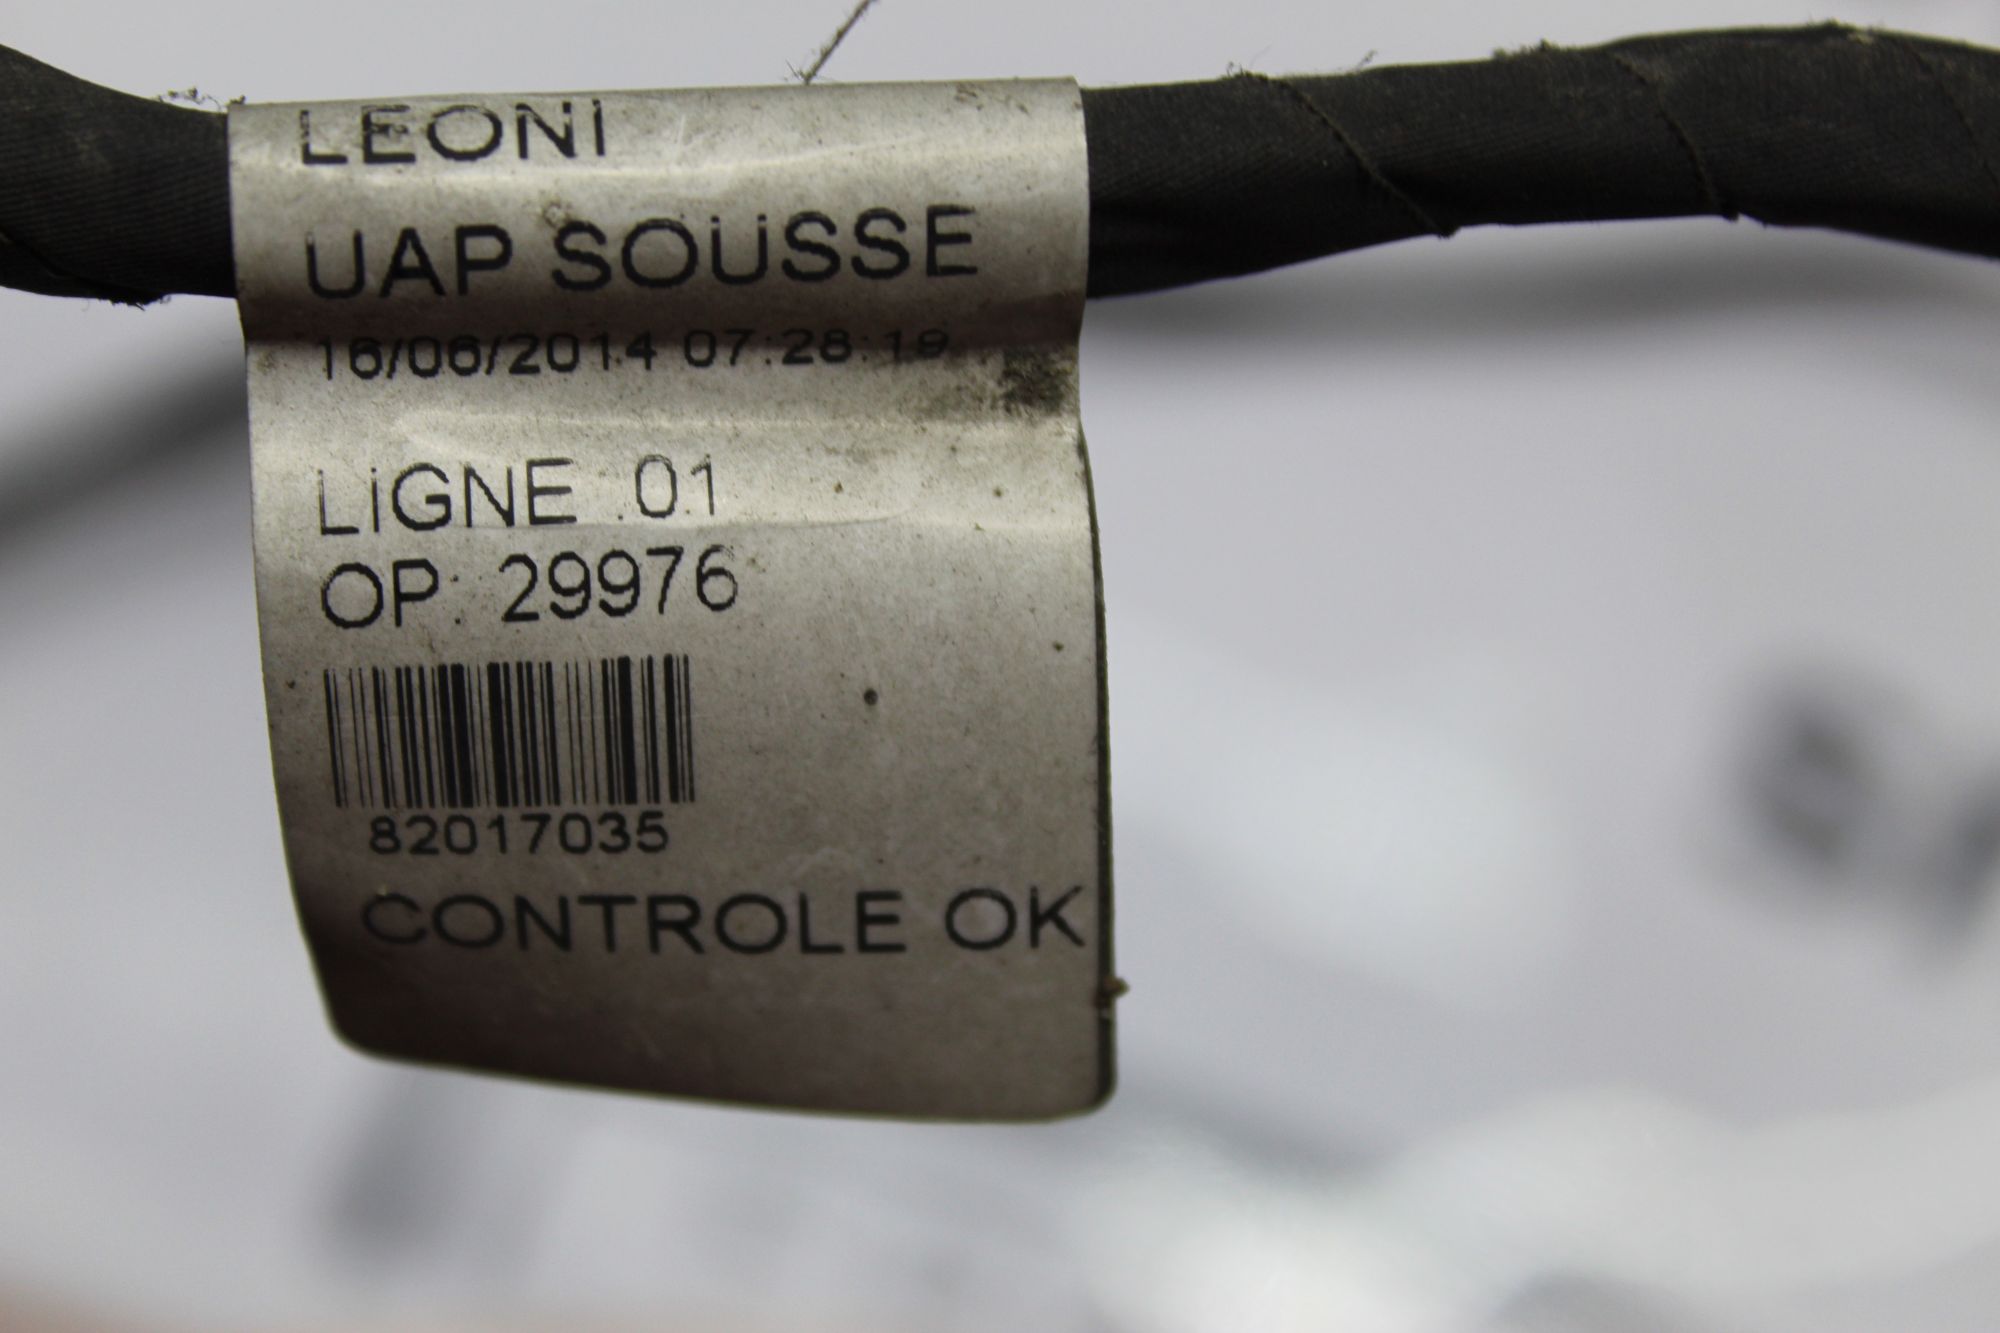 LEONI
UAP SOUSSE
16/06/2014 07:28:19
LIGNE :01
OP: 29976
82017035
CONTROLE OK